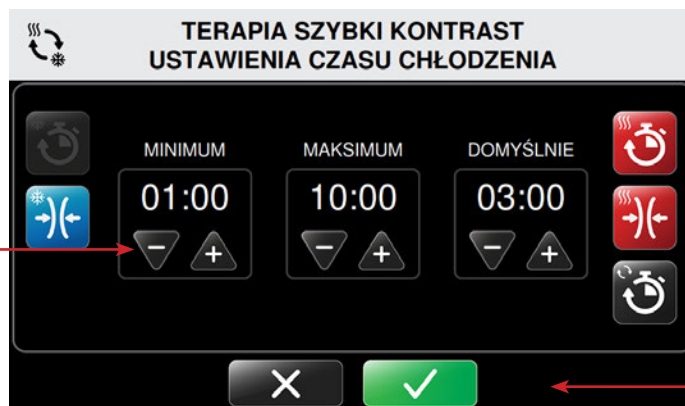 TERAPIA SZYBKI KONTRAST
USTAWIENIA CZASU CHŁODZENIA
MINIMUM MAKSIMUM DOMYŚLNIE
01:00 10:00 03:00